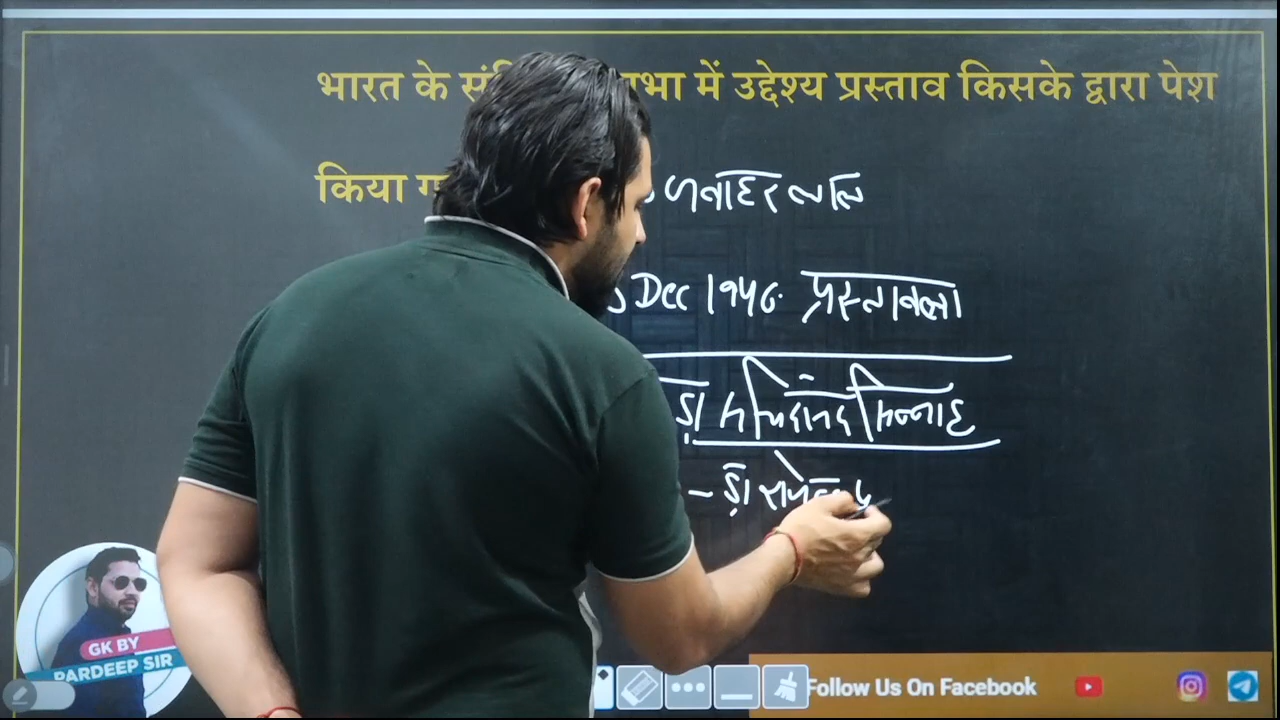 भारत के सभा में उद्देश्य प्रस्ताव किसके द्वारा पेश
किया जवाहर लाल
Dec 1946 प्रस्तावना
डा सच्चिदानंद सिन्हा
- डा राजेन्द्र
GK BY
PARDEEP SIR
Follow Us On Facebook